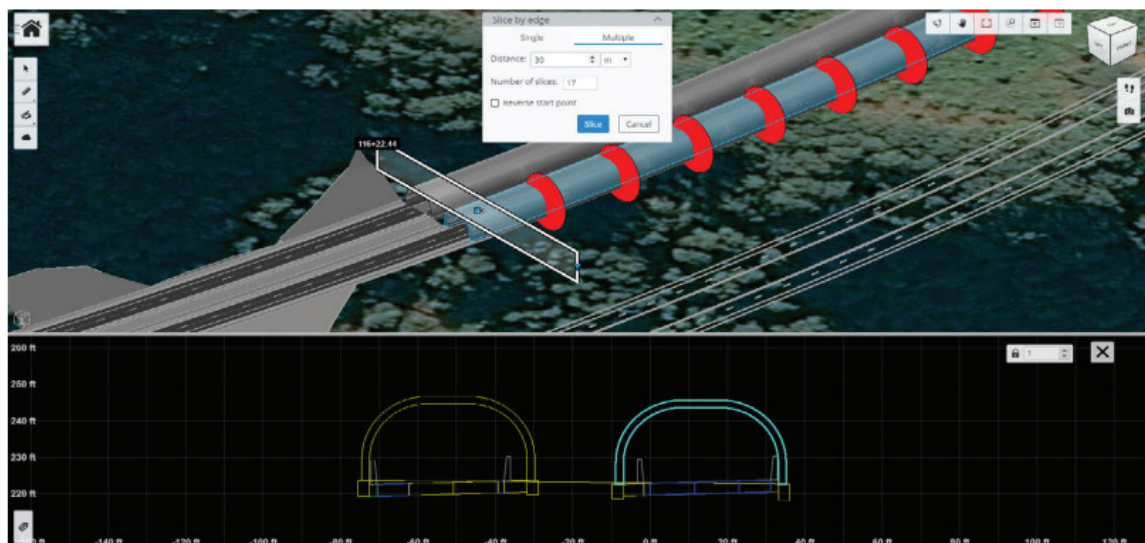 Slice by edge
Single Multiple
Distance: 30 m
Number of slices: 17
Reverse start point
Slice Cancel
116+22.44
260 ft
250 ft
240 ft
230 ft
220 ft
1
-140 ft -120 ft -100 ft -80 ft -60 ft -40 ft -20 ft 0 ft 20 ft 40 ft 60 ft 80 ft 100 ft 120 ft